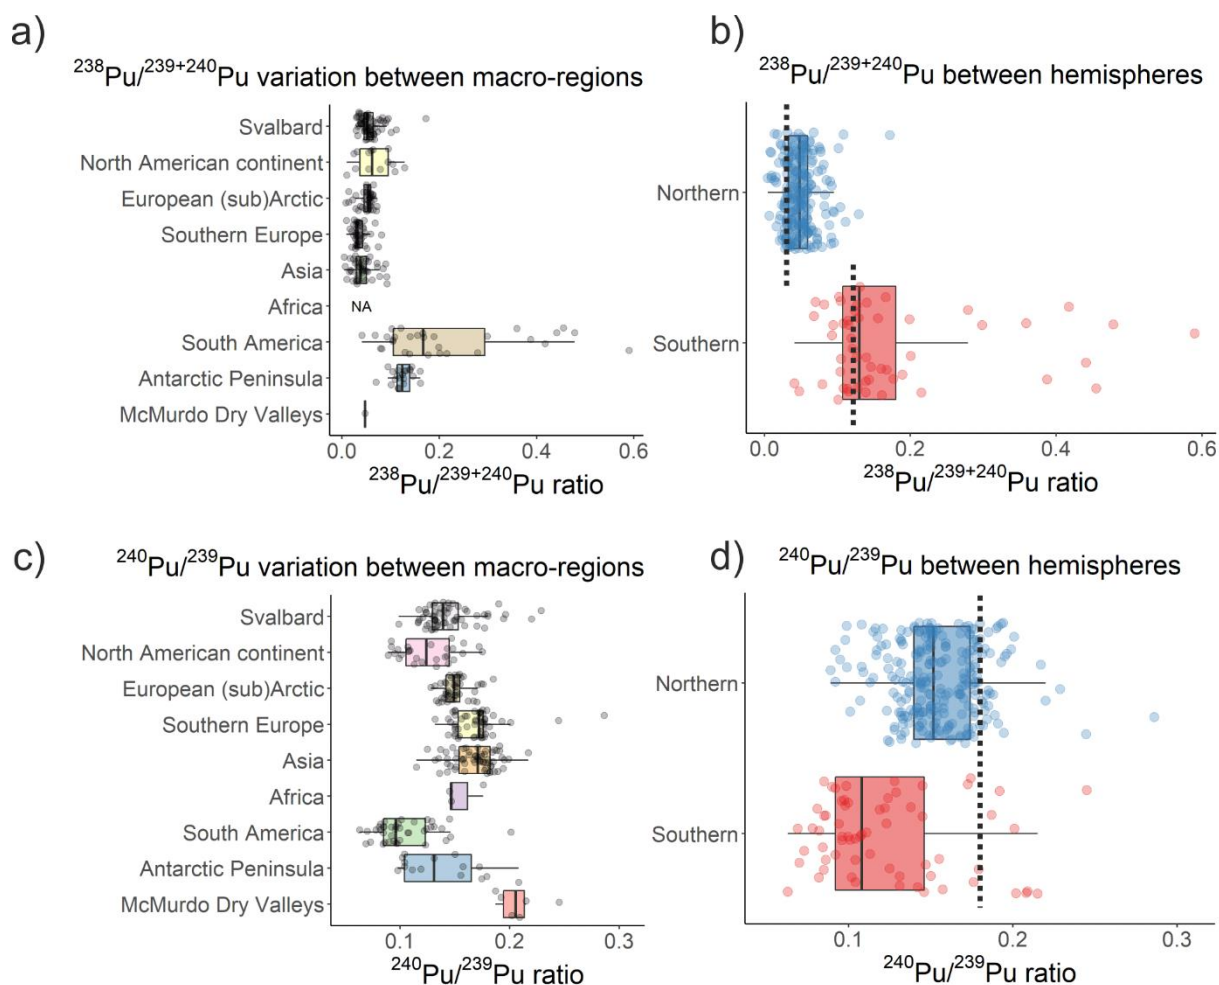 a)
²³⁸Pu/²³⁹⁺²⁴⁰Pu variation between macro-regions
Svalbard
North American continent
European (sub)Arctic
Southern Europe
Asia
Africa
NA
South America
Antarctic Peninsula
McMurdo Dry Valleys
0.0 0.2 0.4 0.6
²³⁸Pu/²³⁹⁺²⁴⁰Pu ratio
b)
²³⁸Pu/²³⁹⁺²⁴⁰Pu between hemispheres
Northern
Southern
0.0 0.2 0.4 0.6
²³⁸Pu/²³⁹⁺²⁴⁰Pu ratio
c)
²⁴⁰Pu/²³⁹Pu variation between macro-regions
Svalbard
North American continent
European (sub)Arctic
Southern Europe
Asia
Africa
South America
Antarctic Peninsula
McMurdo Dry Valleys
0.1 0.2 0.3
²⁴⁰Pu/²³⁹Pu ratio
d)
²⁴⁰Pu/²³⁹Pu between hemispheres
Northern
Southern
0.1 0.2 0.3
²⁴⁰Pu/²³⁹Pu ratio